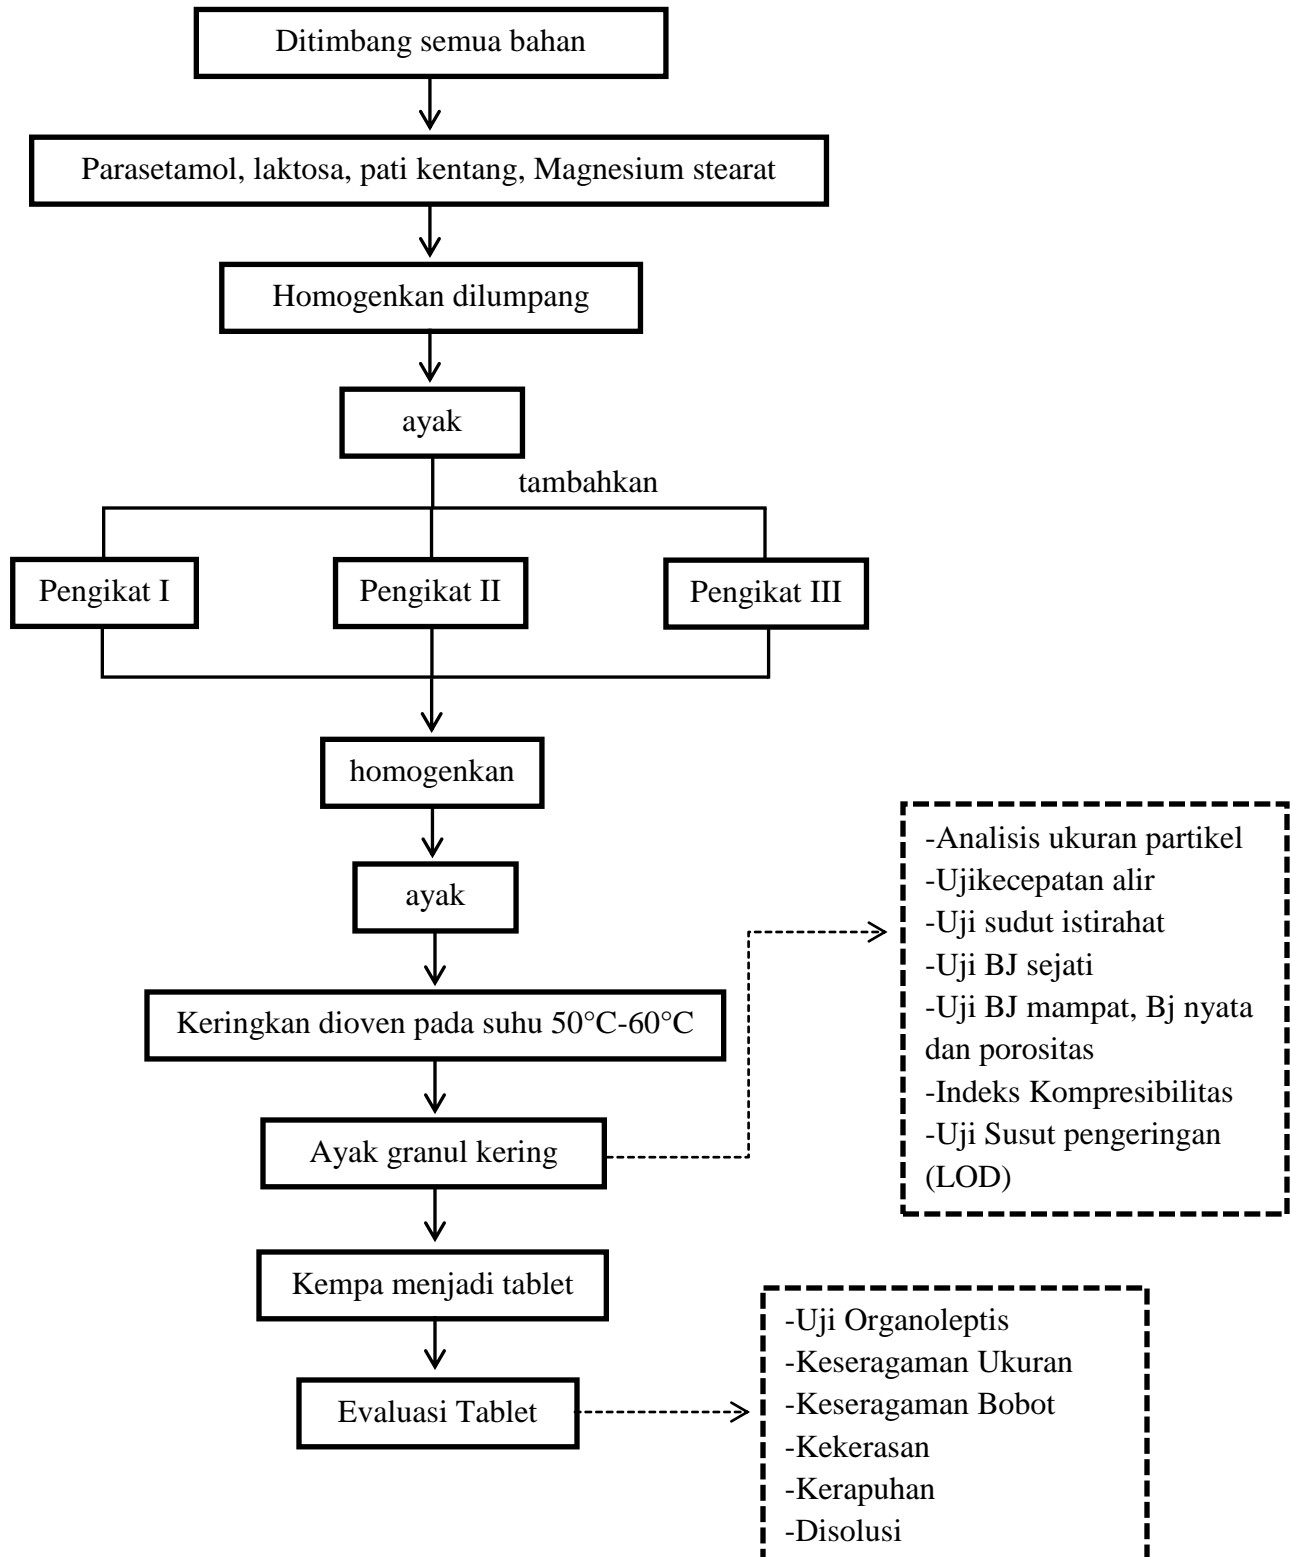 Ditimbang semua bahan
Parasetamol, laktosa, pati kentang, Magnesium stearat
Homogenkan dilumpang
ayak
tambahkan
Pengikat I
Pengikat II
Pengikat III
homogenkan
ayak
Keringkan dioven pada suhu 50°C-60°C
Ayak granul kering
-Analisis ukuran partikel
-Ujikecepatan alir
-Uji sudut istirahat
-Uji BJ sejati
-Uji BJ mampat, Bj nyata
dan porositas
-Indeks Kompresibilitas
-Uji Susut pengeringan
(LOD)
Kempa menjadi tablet
Evaluasi Tablet
-Uji Organoleptis
-Keseragaman Ukuran
-Keseragaman Bobot
-Kekerasan
-Kerapuhan
-Disolusi